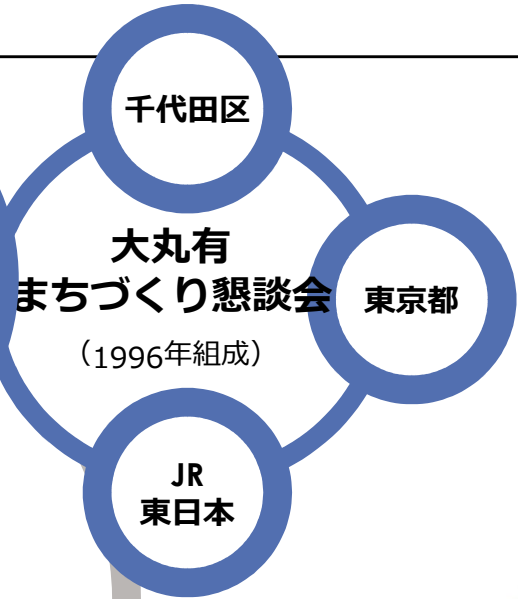 千代田区
大丸有
まちづくり懇談会
（1996年組成）
東京都
JR
東日本